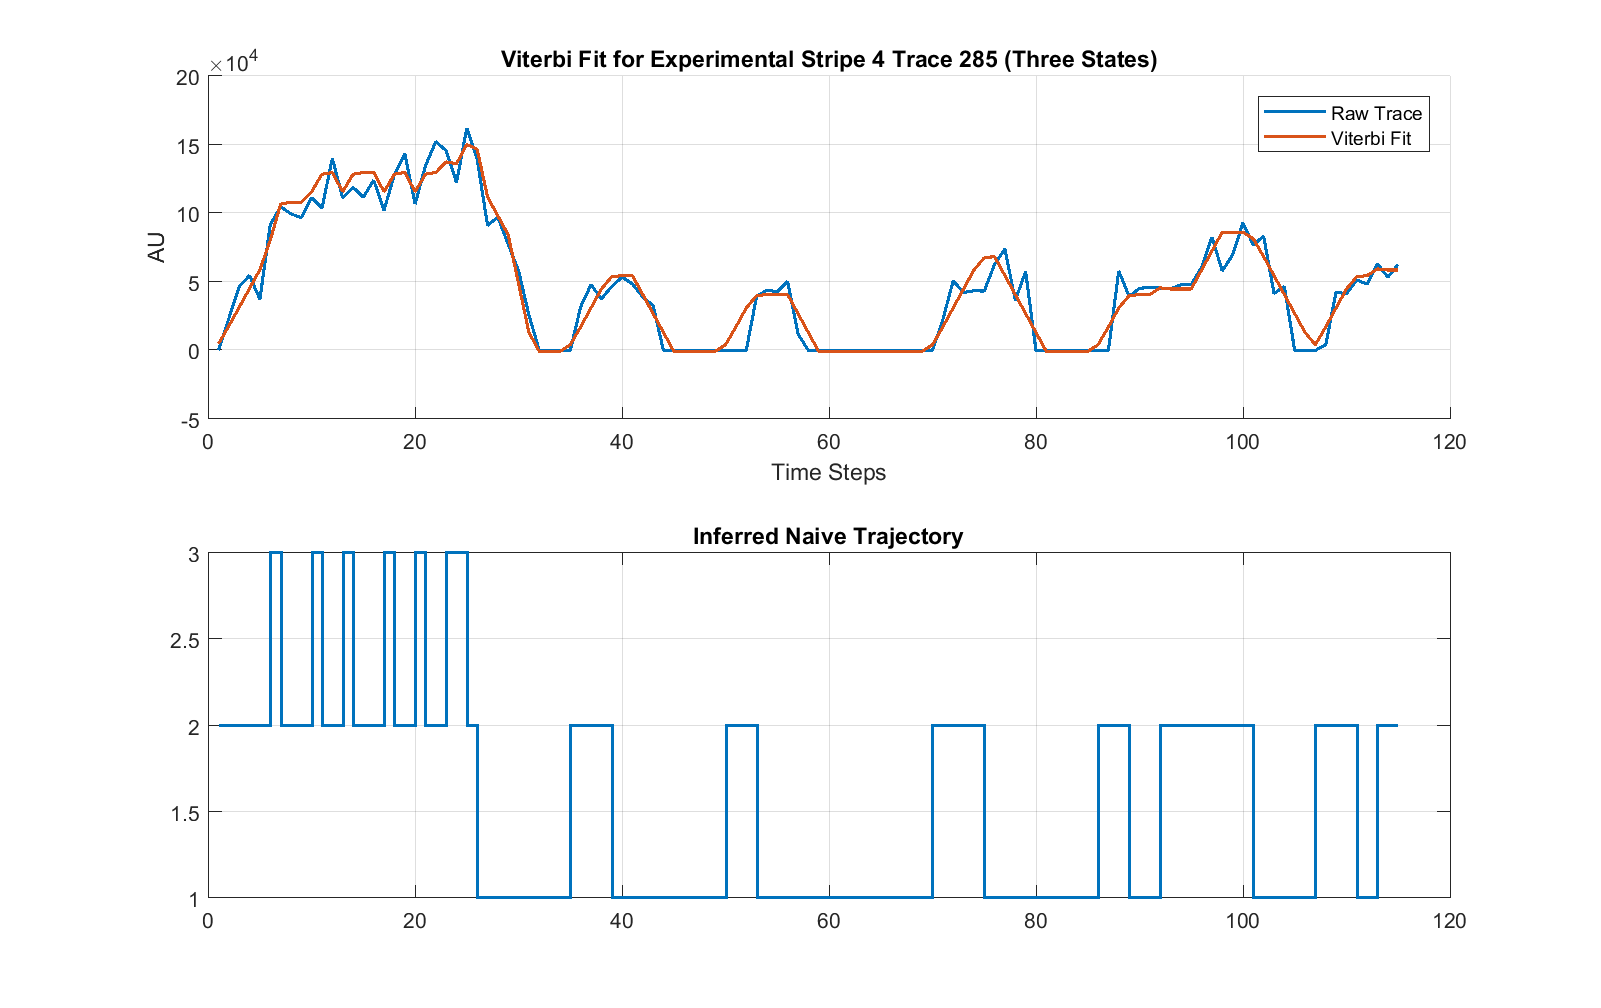 Viterbi Fit for Experimental Stripe 4 Trace 285 (Three States)
×10⁴
20
15
10
5
0
-5
AU
Raw Trace
Viterbi Fit
0 20 40 60 80 100 120
Time Steps
Inferred Naive Trajectory
3
2.5
2
1.5
1
0 20 40 60 80 100 120